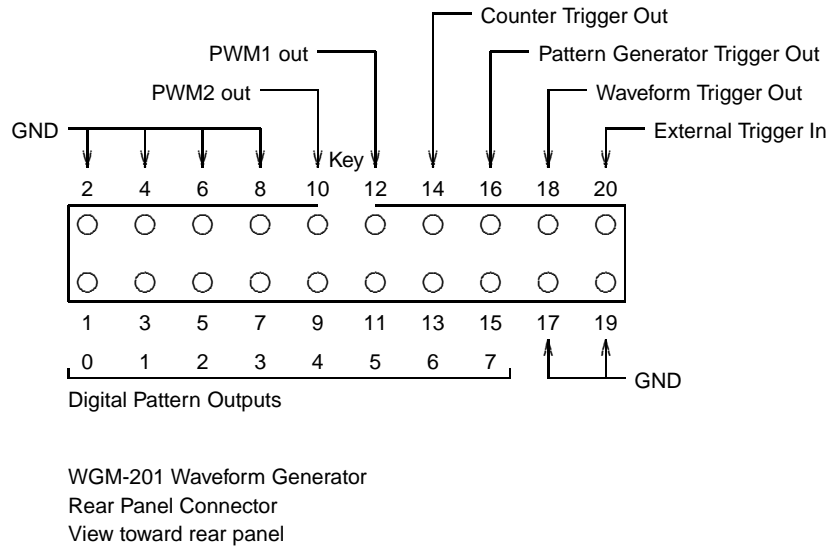 Counter Trigger Out
PWM1 out
Pattern Generator Trigger Out
PWM2 out
Waveform Trigger Out
GND
External Trigger In
Key
2 4 6 8 10 12 14 16 18 20
1 3 5 7 9 11 13 15 17 19
0 1 2 3 4 5 6 7
GND
Digital Pattern Outputs
WGM-201 Waveform Generator
Rear Panel Connector
View toward rear panel